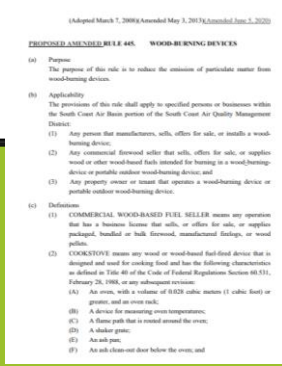 (Adopted March 7, 2008)(Amended May 3, 2013)(Amended June 5, 2020)
PROPOSED AMENDED RULE 445. WOOD-BURNING DEVICES
(a) Purpose
The purpose of this rule is to reduce the emission of particulate matter from
wood-burning devices.
(b) Applicability
The provisions of this rule shall apply to specified persons or businesses within
the South Coast Air Basin portion of the South Coast Air Quality Management
District:
(1) Any person that manufacturers, sells, offers for sale, or installs a wood-
burning device;
(2) Any commercial firewood seller that sells, offers for sale, or supplies
wood or other wood-based fuels intended for burning in a wood-burning-
device or portable outdoor wood-burning device; and
(3) Any property owner or tenant that operates a wood-burning device or
portable outdoor wood-burning device.
(c) Definitions
(1) COMMERCIAL WOOD-BASED FUEL SELLER means any operation
that has a business license that sells, or offers for sale, or supplies
packaged, bundled or bulk firewood, manufactured firelogs, or wood
pellets.
(2) COOKSTOVE means any wood or wood-based fuel-fired device that is
designed and used for cooking food and has the following characteristics
as defined in Title 40 of the Code of Federal Regulations Section 60.531,
February 28, 1988, or any subsequent revision:
(A) An oven, with a volume of 0.028 cubic meters (1 cubic foot) or
greater, and an oven rack;
(B) A device for measuring oven temperatures;
(C) A flame path that is routed around the oven;
(D) A shaker grate;
(E) An ash pan;
(F) An ash clean-out door below the oven; and